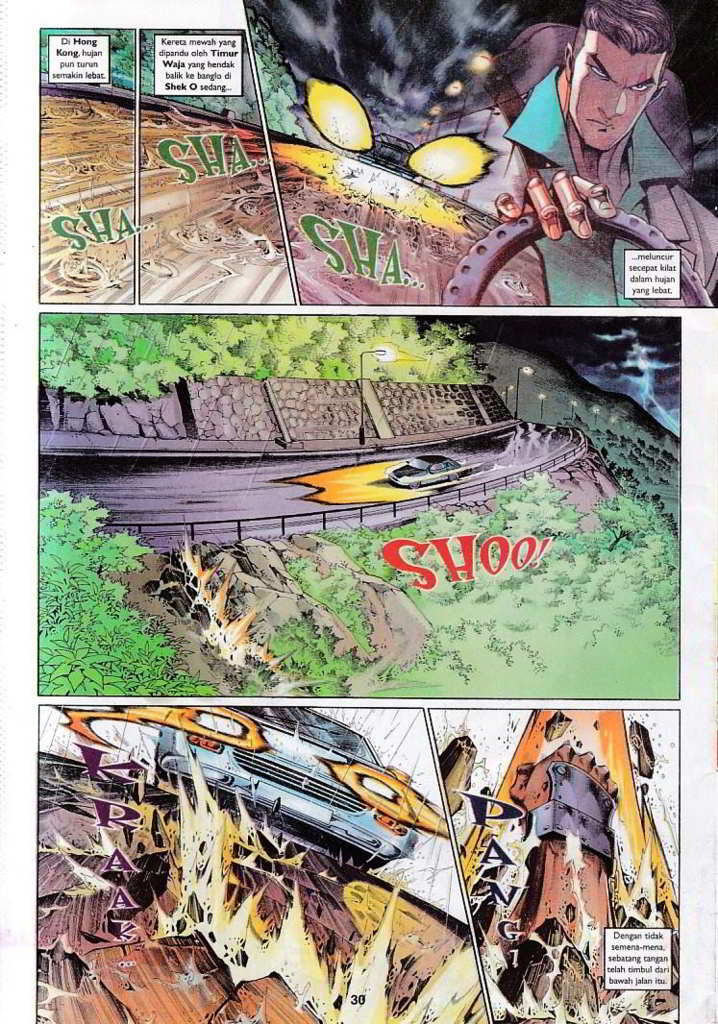 Di Hong
Kong, hujan
pun turun
semakin lebat.
Kereta mewah yang
dipandu oleh Timur
Waja yang hendak
balik ke banglo di
Shek O sedang...
SHA...
SHA...
SHA...
...meluncur
secepat kilat
dalam hujan
yang lebat.
SHOO!
KRAAK...
PANG!
Dengan tidak
semena-mena,
sebatang tangan
telah timbul dari
bawah jalan itu.
30